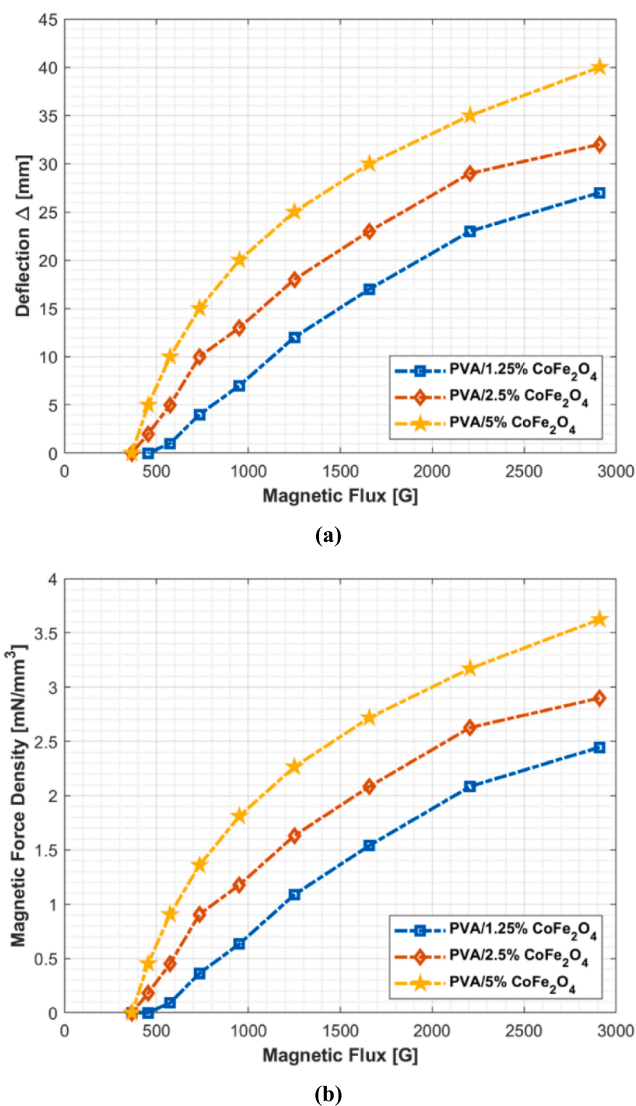 45
40
35
30
25
20
15
10
5
0
Deflection Δ [mm]
PVA/1.25% CoFe₂O₄
PVA/2.5% CoFe₂O₄
PVA/5% CoFe₂O₄
0 500 1000 1500 2000 2500 3000
Magnetic Flux [G]
(a)
4
3.5
3
2.5
2
1.5
1
0.5
0
Magnetic Force Density [mN/mm³]
PVA/1.25% CoFe₂O₄
PVA/2.5% CoFe₂O₄
PVA/5% CoFe₂O₄
0 500 1000 1500 2000 2500 3000
Magnetic Flux [G]
(b)